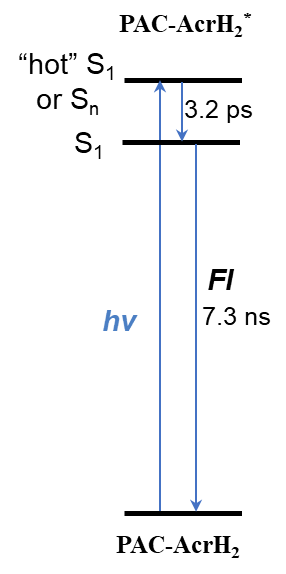 PAC-AcrH2*
“hot” S1
or Sn
3.2 ps
S1
Fl
7.3 ns
hv
PAC-AcrH2